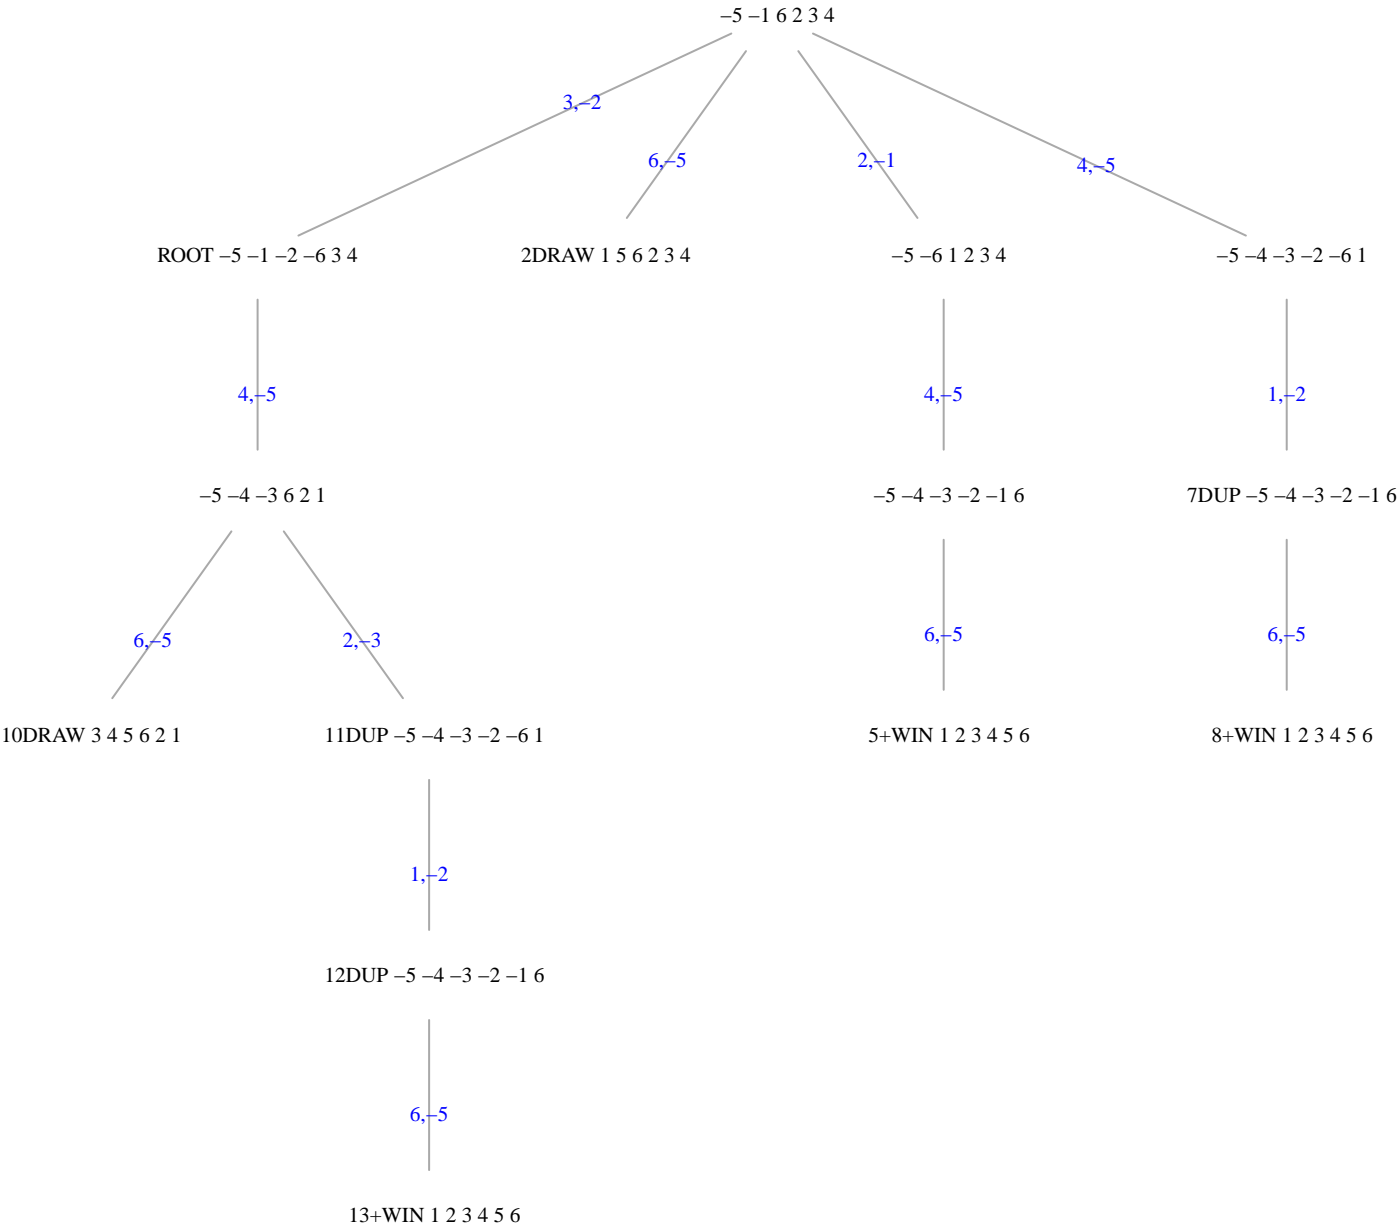 –5 –1 6 2 3 4
3,–2
6,–5
2,–1
4,–5
ROOT –5 –1 –2 –6 3 4
2DRAW 1 5 6 2 3 4
–5 –6 1 2 3 4
–5 –4 –3 –2 –6 1
4,–5
4,–5
1,–2
–5 –4 –3 6 2 1
–5 –4 –3 –2 –1 6
7DUP –5 –4 –3 –2 –1 6
6,–5
2,–3
6,–5
6,–5
10DRAW 3 4 5 6 2 1
11DUP –5 –4 –3 –2 –6 1
5+WIN 1 2 3 4 5 6
8+WIN 1 2 3 4 5 6
1,–2
12DUP –5 –4 –3 –2 –1 6
6,–5
13+WIN 1 2 3 4 5 6